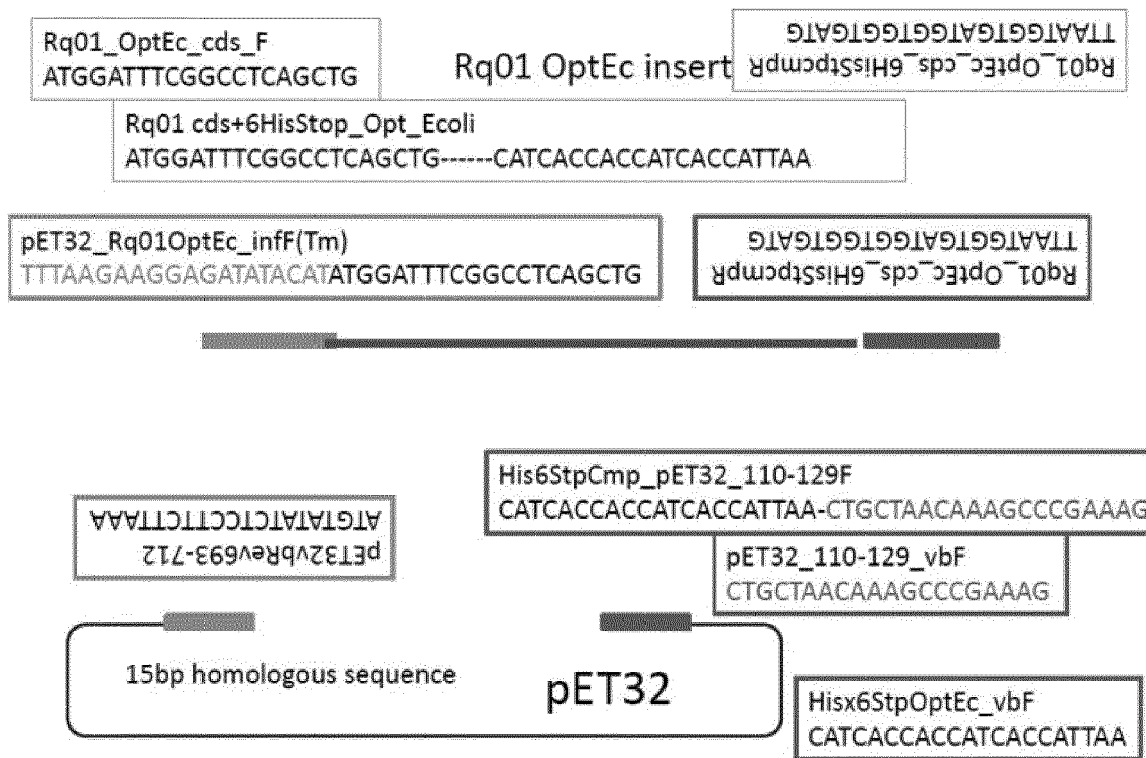 Rq01_OptEc_cds_F
ATGGATTTCGGCCTCAGCTG
Rq01 OptEc insert
Rq01_OptEc_cds_6HisStpcmpR
TTAATGGTGATGGTGGTGATG
Rq01 cds+6HisStop_Opt_Ecoli
ATGGATTTCGGCCTCAGCTG------CATCACCACCATCACCATTAA
pET32_Rq01OptEc_infF(Tm)
TTTAAGAAGGAGATATACATATGGATTTCGGCCTCAGCTG
Rq01_OptEc_cds_6HisStpcmpR
TTAATGGTGATGGTGGTGATG
His6StpCmp_pET32_110-129F
CATCACCACCATCACCATTAA-CTGCTAACAAAGCCCGAAAG
pET32vbRev693-712
ATGTATATCTCCTTCTTAAA
pET32_110-129_vbF
CTGCTAACAAAGCCCGAAAG
15bp homologous sequence
pET32
Hisx6StpOptEc_vbF
CATCACCACCATCACCATTAA